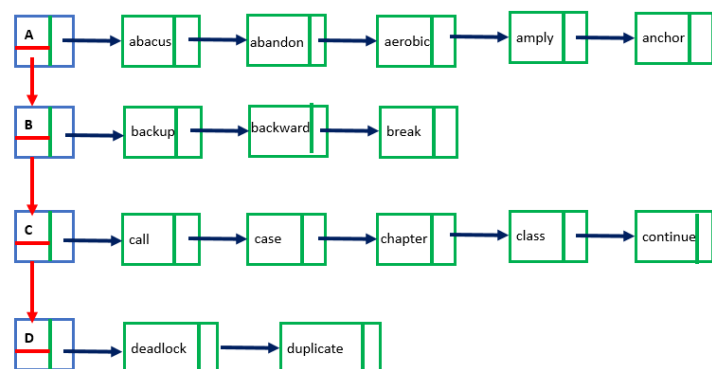 A abacus abandon aerobic amply anchor
B backup backward break
C call case chapter class continue
D deadlock duplicate